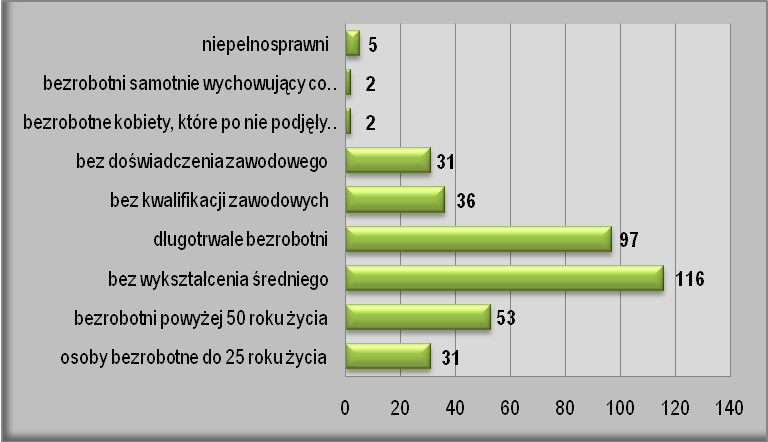 niepełnosprawni 5
bezrobotni samotnie wychowujący co.. 2
bezrobotne kobiety, które po nie podjęły.. 2
bez doświadczenia zawodowego 31
bez kwalifikacji zawodowych 36
długotrwale bezrobotni 97
bez wykształcenia średniego 116
bezrobotni powyżej 50 roku życia 53
osoby bezrobotne do 25 roku życia 31
0 20 40 60 80 100 120 140